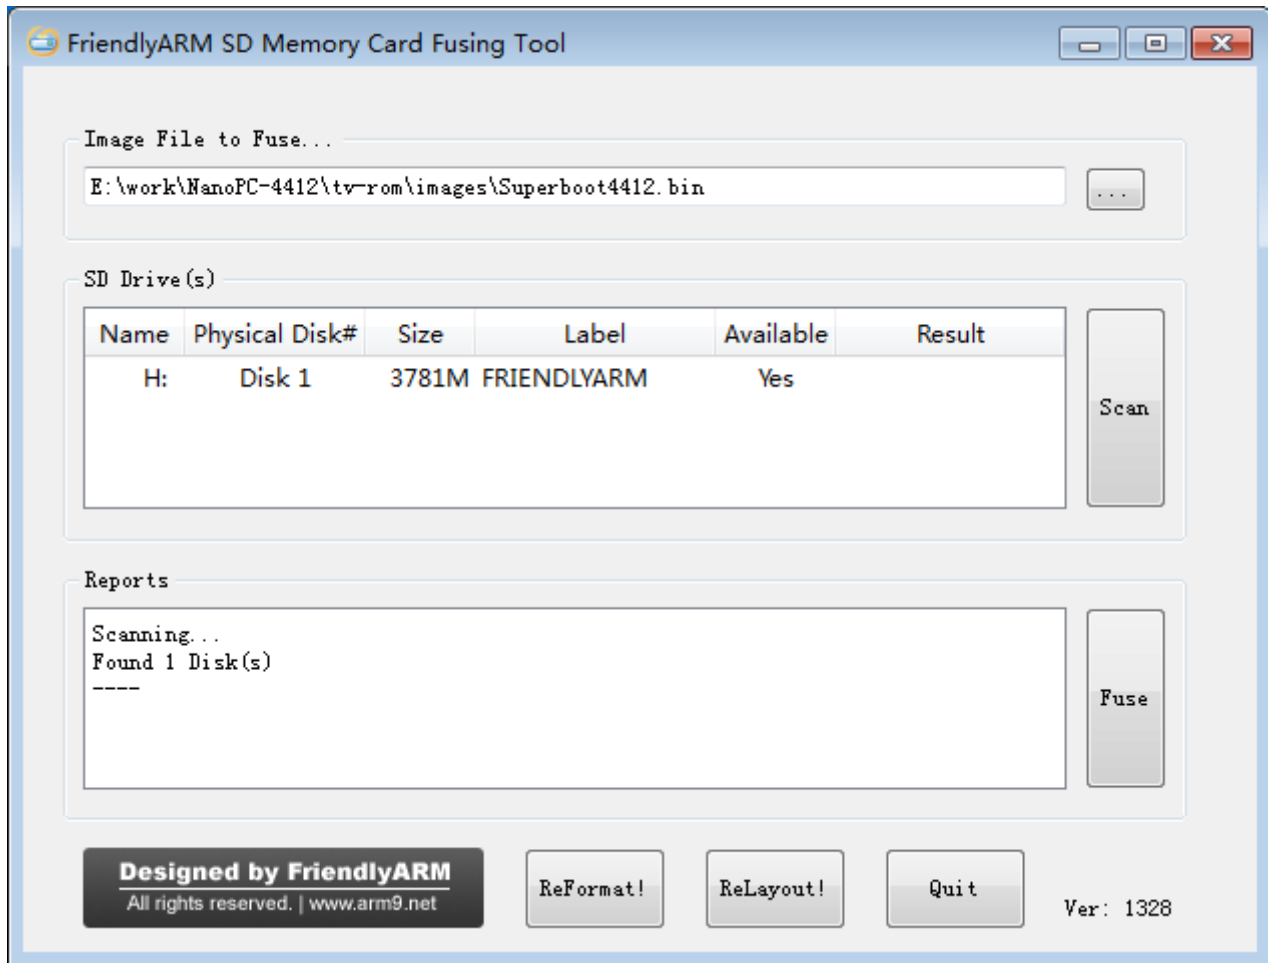 FriendlyARM SD Memory Card Fusing Tool
Image File to Fuse...
E:\work\NanoPC-4412\tv-rom\images\Superboot4412.bin
...
SD Drive(s)
Name Physical Disk# Size Label Available Result
H: Disk 1 3781M FRIENDLYARM Yes
Scan
Reports
Scanning...
Found 1 Disk(s)
----
Fuse
Designed by FriendlyARM
All rights reserved. | www.arm9.net
ReFormat!
ReLayout!
Quit
Ver: 1328